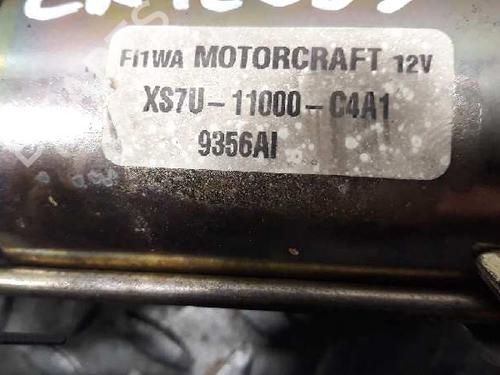 FI1WA MOTORCRAFT 12V
XS7U-11000-C4A1
9356AI